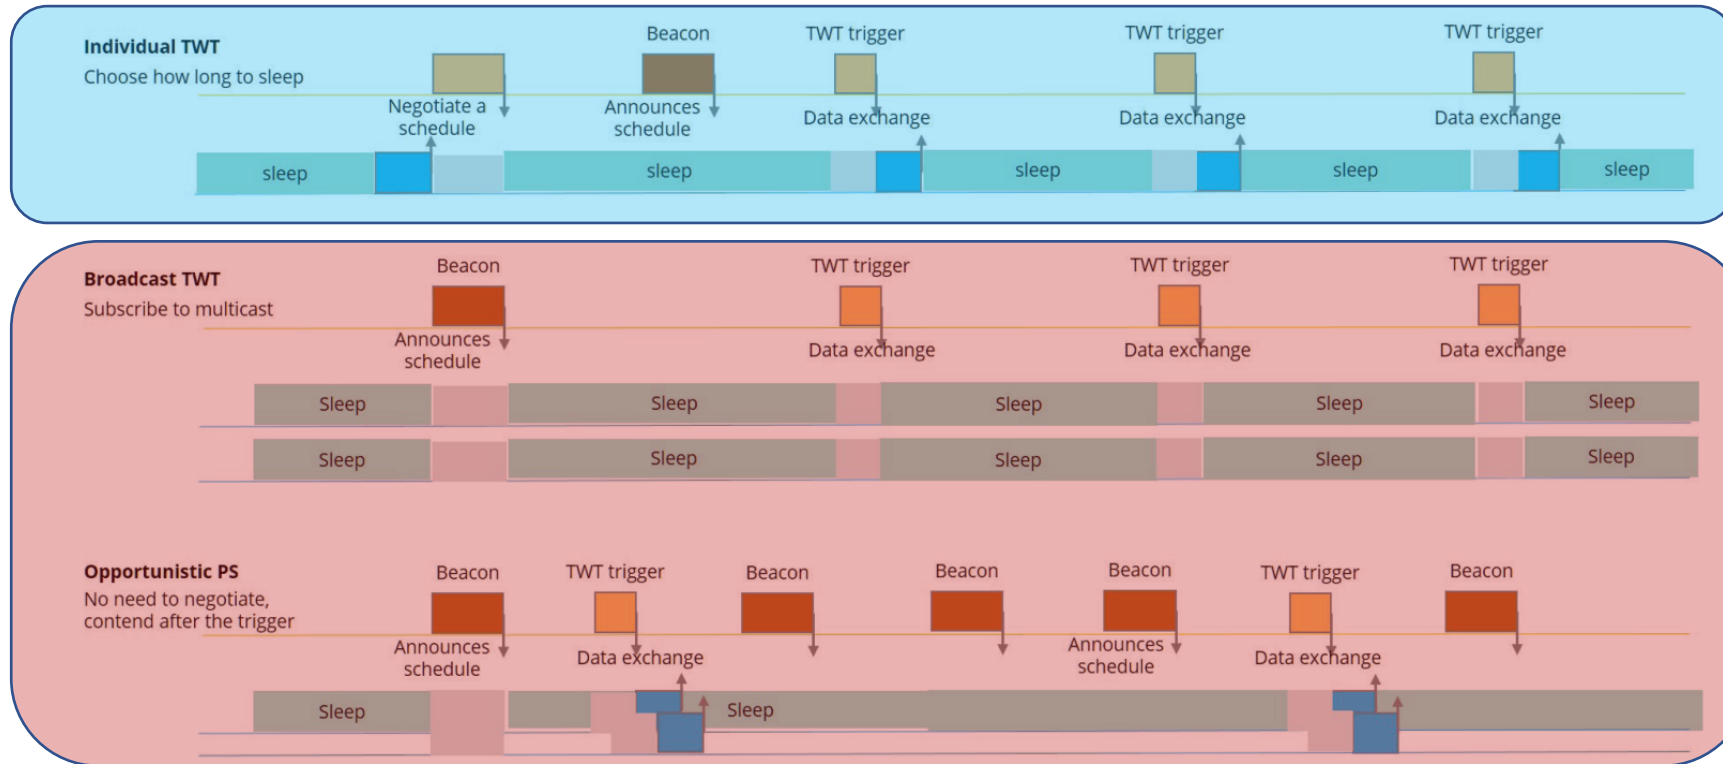 Individual TWT
Choose how long to sleep
Beacon
TWT trigger
TWT trigger
TWT trigger
Negotiate a
schedule
Announces
schedule
Data exchange
Data exchange
Data exchange
sleep
sleep
sleep
sleep
sleep
Broadcast TWT
Subscribe to multicast
Beacon
TWT trigger
TWT trigger
TWT trigger
Announces
schedule
Data exchange
Data exchange
Data exchange
Sleep
Sleep
Sleep
Sleep
Sleep
Sleep
Sleep
Sleep
Sleep
Sleep
Opportunistic PS
No need to negotiate,
contend after the trigger
Beacon
TWT trigger
Beacon
Beacon
Beacon
TWT trigger
Beacon
Announces
schedule
Data exchange
Announces
schedule
Data exchange
Sleep
Sleep